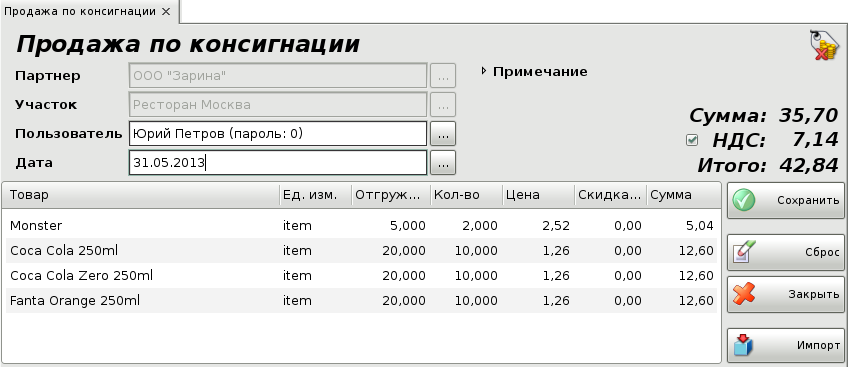 Продажа по консигнации ×
Продажа по консигнации
Партнер ООО "Зарина" ... Примечание
Участок Ресторан Москва ...
Пользователь Юрий Петров (пароль: 0) ...
Дата 31.05.2013 ...
Сумма: 35,70
НДС: 7,14
Итого: 42,84
Товар Ед. изм. Отгруж... Кол-во Цена Скидка... Сумма
Monster item 5,000 2,000 2,52 0,00 5,04
Coca Cola 250ml item 20,000 10,000 1,26 0,00 12,60
Coca Cola Zero 250ml item 20,000 10,000 1,26 0,00 12,60
Fanta Orange 250ml item 20,000 10,000 1,26 0,00 12,60
Сохранить
Сброс
Закрыть
Импорт